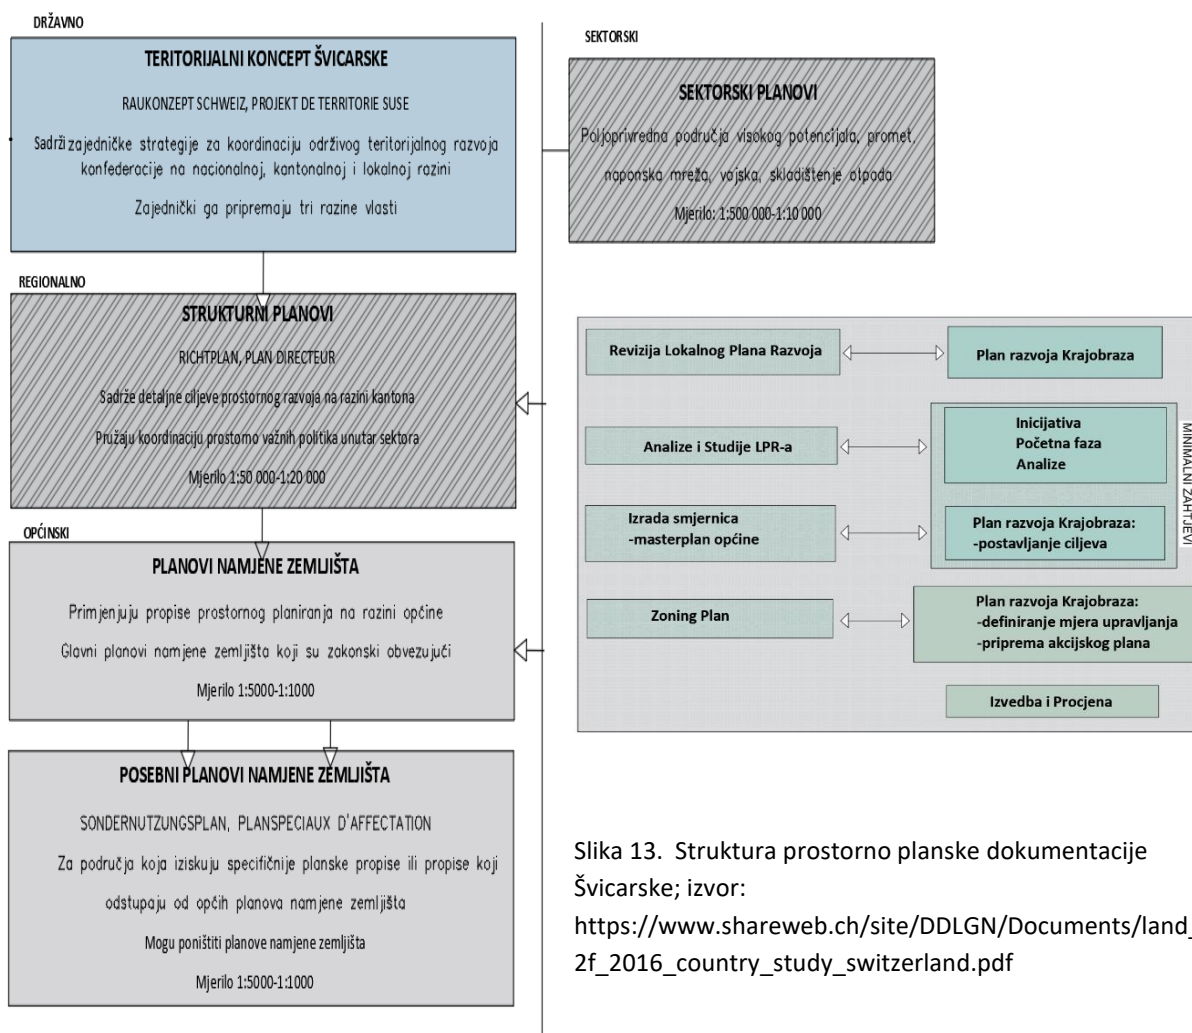 DRŽAVNO
TERITORIJALNI KONCEPT ŠVICARSKE
RAUKONZEPT SCHWEIZ, PROJEKT DE TERRITORIE SUSE
Sadrži zajedničke strategije za koordinaciju održivog teritorijalnog razvoja
konfederacije na nacionalnoj, kantonalnoj i lokalnoj razini
Zajednički ga pripremaju tri razine vlasti
REGIONALNO
STRUKTURNI PLANOVI
RICHTPLAN, PLAN DIRECTEUR
Sadrže detaljne ciljeve prostornog razvoja na razini kantona
Pružaju koordinaciju prostorno važnih politika unutar sektora
Mjerilo 1:50 000-1:20 000
OPĆINSKI
PLANOVI NAMJENE ZEMLJIŠTA
Primjenjuju propise prostornog planiranja na razini općine
Glavni planovi namjene zemljišta koji su zakonski obvezujući
Mjerilo 1:5000-1:1000
POSEBNI PLANOVI NAMJENE ZEMLJIŠTA
SONDERNUTZUNGSPLAN, PLANSPECIAUX D'AFFECTATION
Za područja koja iziskuju specifičnije planske propise ili propise koji
odstupaju od općih planova namjene zemljišta
Mogu poništiti planove namjene zemljišta
Mjerilo 1:5000-1:1000
SEKTORSKI
SEKTORSKI PLANOVI
Poljoprivredna područja visokog potencijala, promet,
naponska mreža, vojska, skladištenje otpada
Mjerilo: 1:500 000-1:10 000
Revizija Lokalnog Plana Razvoja
Plan razvoja Krajobraza
Analize i Studije LPR-a
Inicijativa
Početna faza
Analize
Izrada smjernica
-masterplan općine
Plan razvoja Krajobraza:
-postavljanje ciljeva
MINIMALNI ZAHTJEVI
Zoning Plan
Plan razvoja Krajobraza:
-definiranje mjera upravljanja
-priprema akcijskog plana
Izvedba i Procjena
Slika 13. Struktura prostorno planske dokumentacije
Švicarske; izvor:
https://www.shareweb.ch/site/DDLGN/Documents/land_
2f_2016_country_study_switzerland.pdf